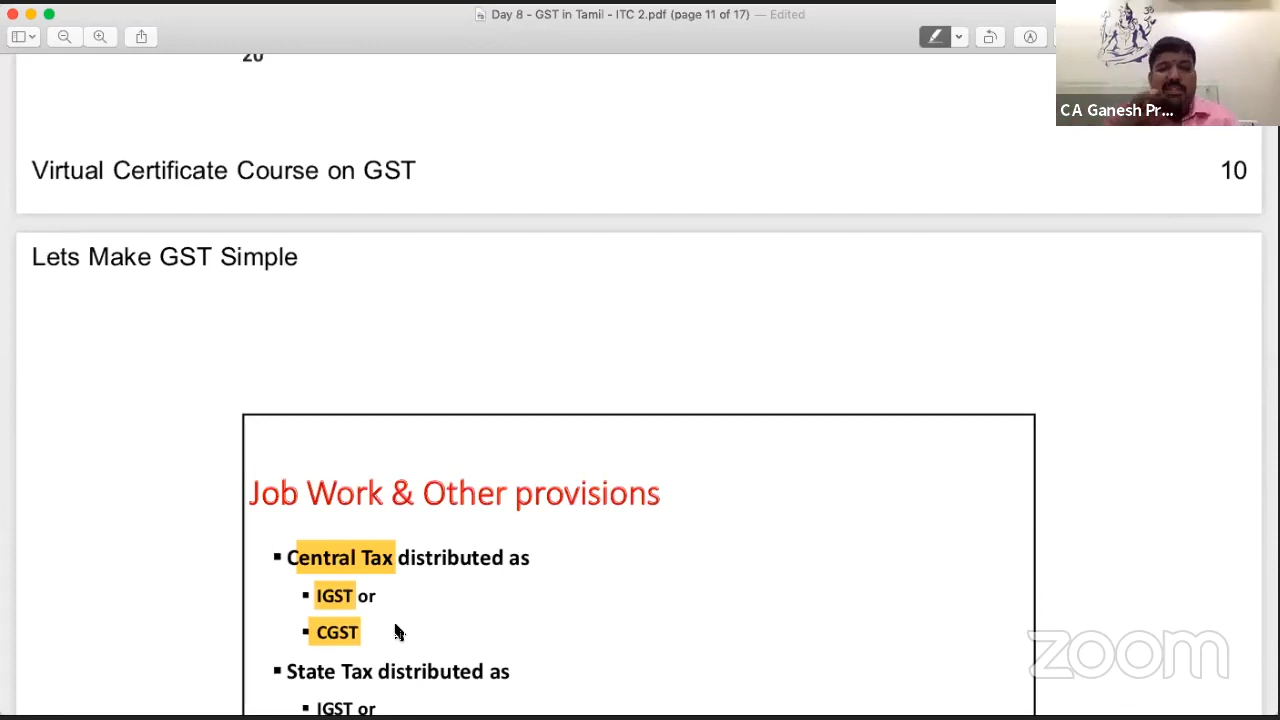 Day 8 - GST in Tamil - ITC 2.pdf (page 11 of 17) — Edited
CA Ganesh Pr...
20
Virtual Certificate Course on GST 10
Lets Make GST Simple
Job Work & Other provisions
▪ Central Tax distributed as
▪ IGST or
▪ CGST
▪ State Tax distributed as
▪ IGST or
zoom